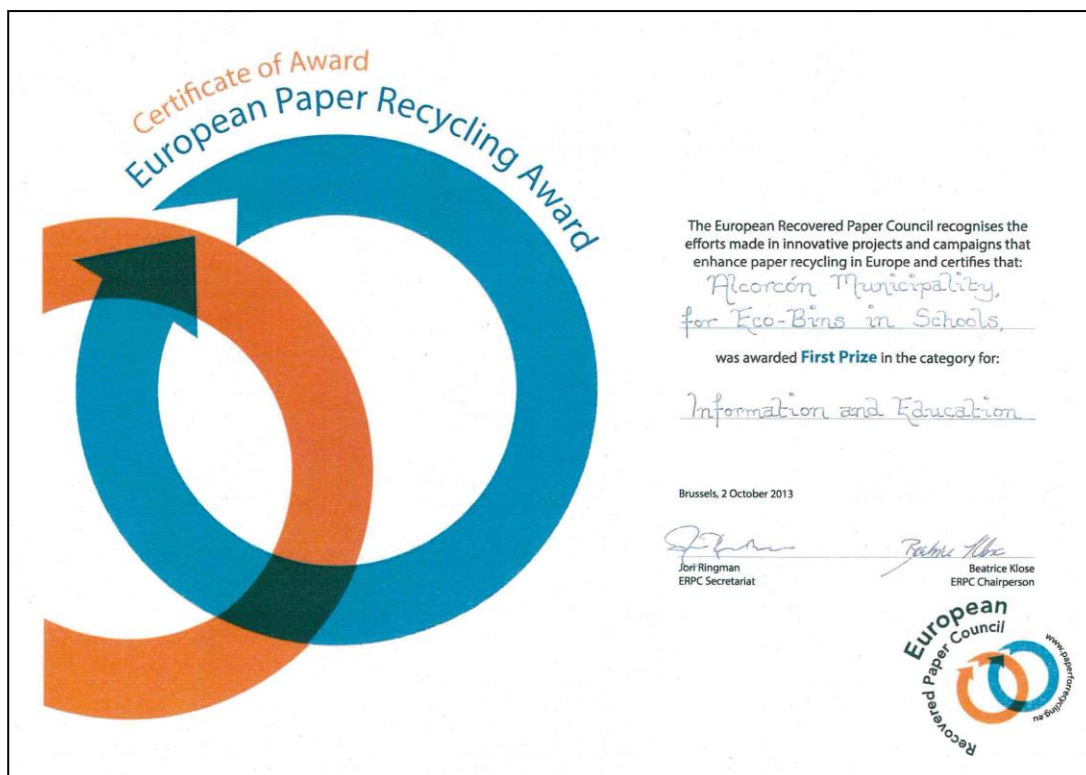 Certificate of Award
European Paper Recycling Award
The European Recovered Paper Council recognises the
efforts made in innovative projects and campaigns that
enhance paper recycling in Europe and certifies that:
Alcorcón Municipality,
for Eco-Bins in Schools,
was awarded First Prize in the category for:
Information and Education
Brussels, 2 October 2013
Jori Ringman
ERPC Secretariat
Beatrice Klose
Beatrice Klose
ERPC Chairperson
European
Recovered Paper Council
www.paperforrecycling.eu